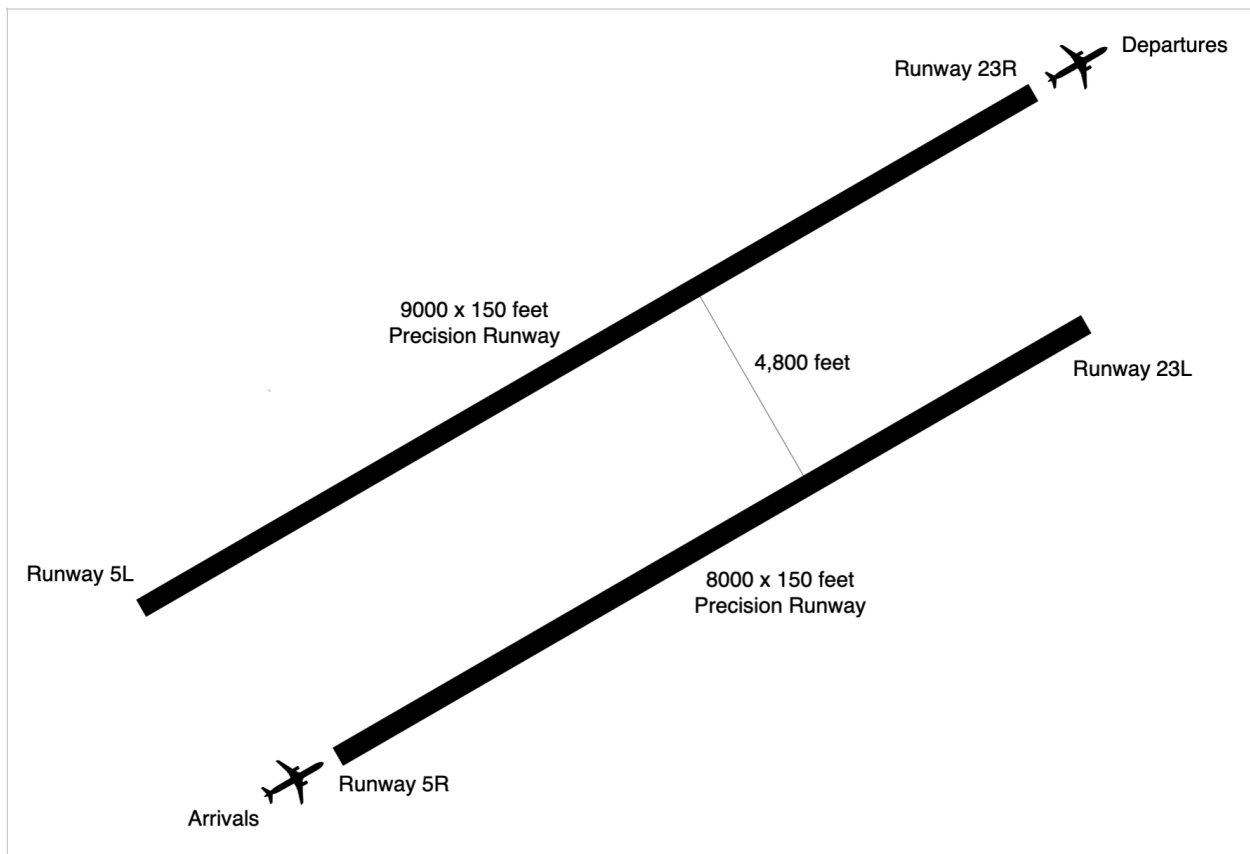 Departures
Runway 23R
9000 x 150 feet
Precision Runway
4,800 feet
Runway 23L
Runway 5L
8000 x 150 feet
Precision Runway
Runway 5R
Arrivals